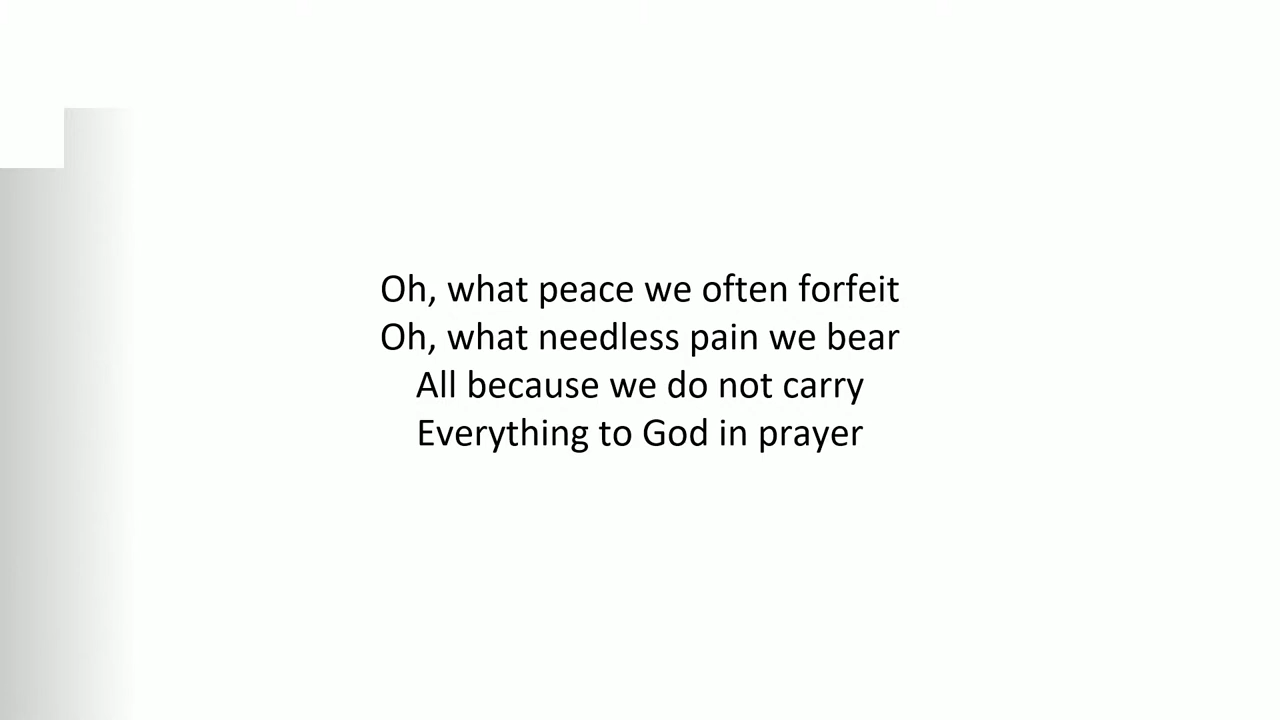 Oh, what peace we often forfeit
Oh, what needless pain we bear
All because we do not carry
Everything to God in prayer